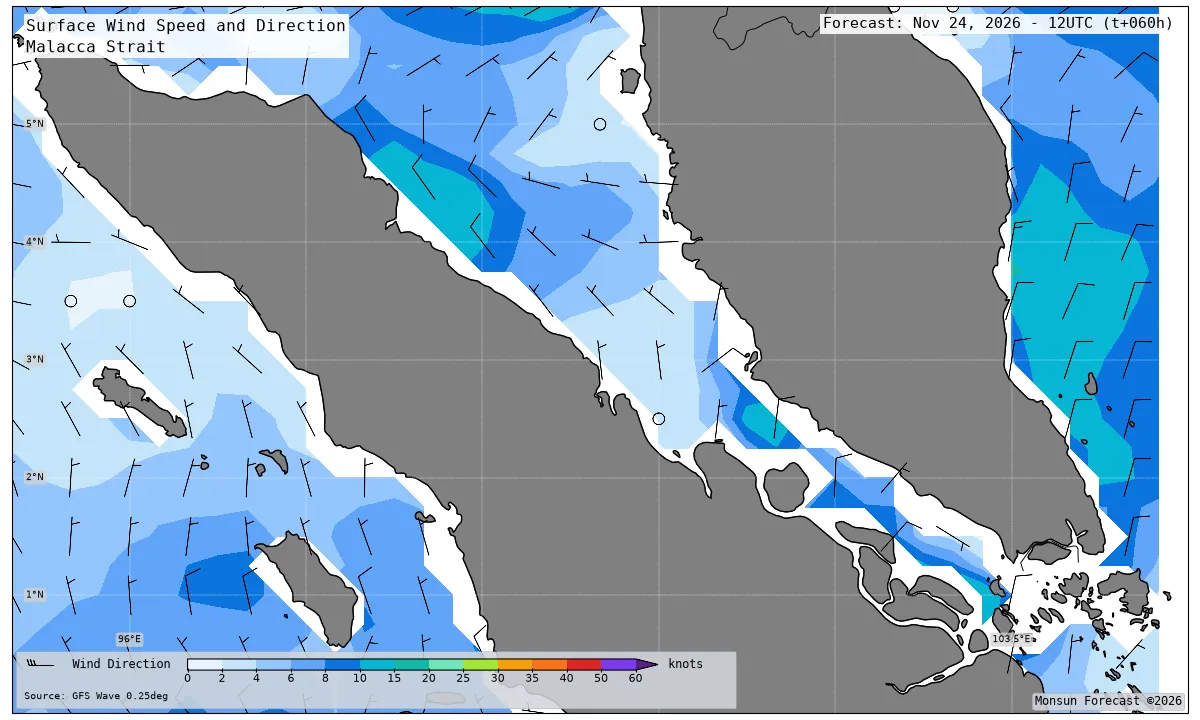 Surface Wind Speed and Direction
Malacca Strait
Forecast: Nov 24, 2026 - 12UTC (t+060h)
5°N
4°N
3°N
2°N
1°N
96°E
103.5°E
Wind Direction
knots
0 2 4 6 8 10 15 20 25 30 35 40 50 60
Source: GFS Wave 0.25deg
Monsun Forecast ©2026